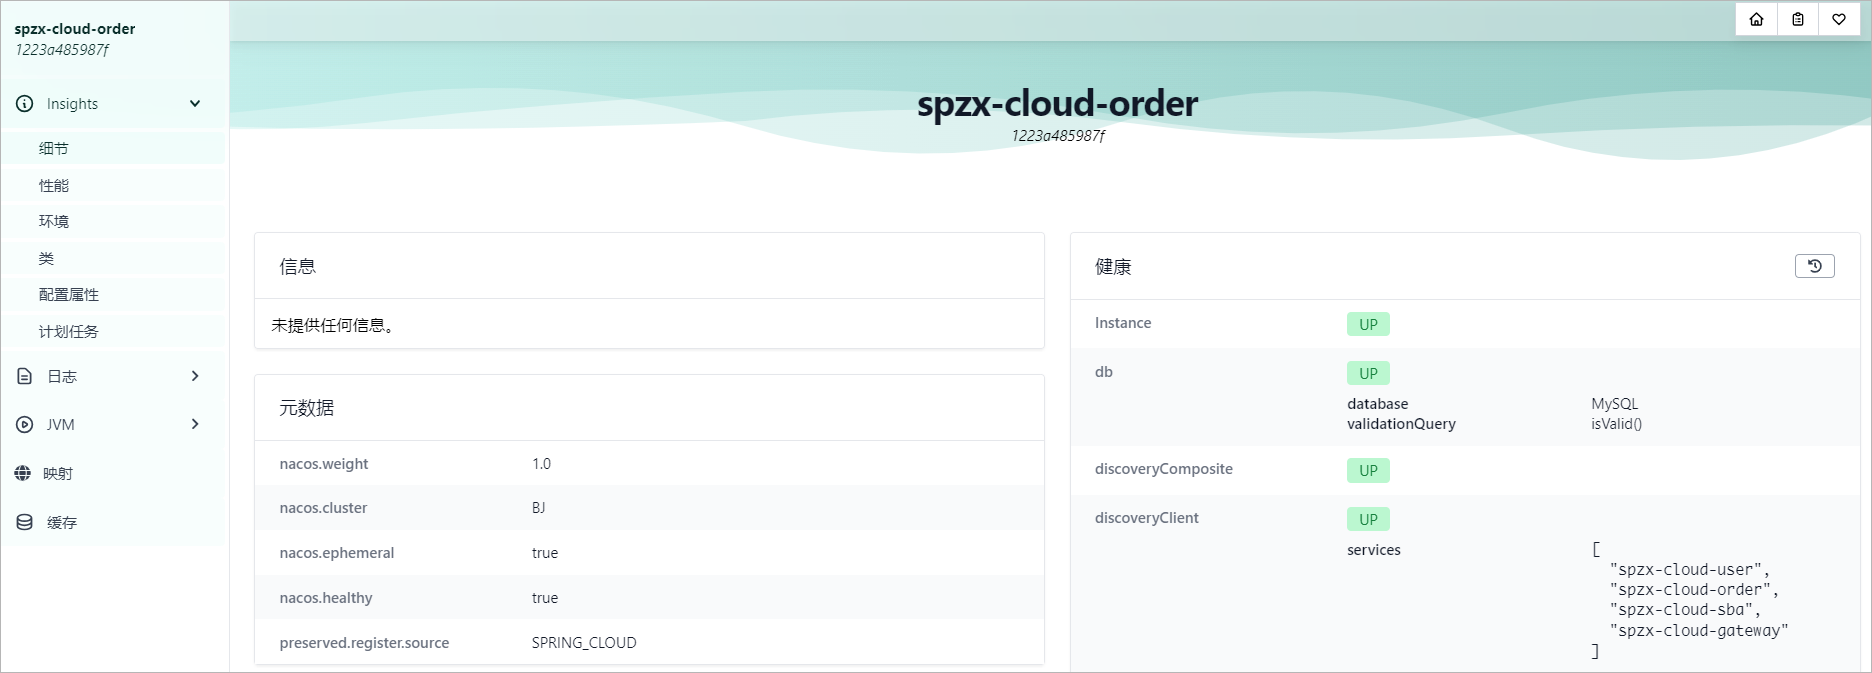 spzx-cloud-order
1223a485987f
Insights
细节
性能
环境
类
配置属性
计划任务
日志
JVM
映射
缓存
spzx-cloud-order
1223a485987f
信息
未提供任何信息。
元数据
nacos.weight 1.0
nacos.cluster BJ
nacos.ephemeral true
nacos.healthy true
preserved.register.source SPRING_CLOUD
健康
Instance UP
db UP
database MySQL
validationQuery isValid()
discoveryComposite UP
discoveryClient UP
services [
"spzx-cloud-user",
"spzx-cloud-order",
"spzx-cloud-sba",
"spzx-cloud-gateway"
]